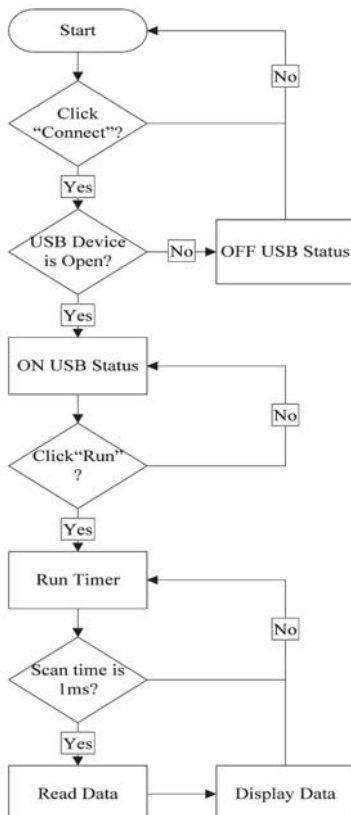 Start
No
Click
“Connect”?
Yes
USB Device
is Open?
No
OFF USB Status
Yes
ON USB Status
No
Click“Run”
?
Yes
Run Timer
No
Scan time is
1ms?
Yes
Read Data
Display Data